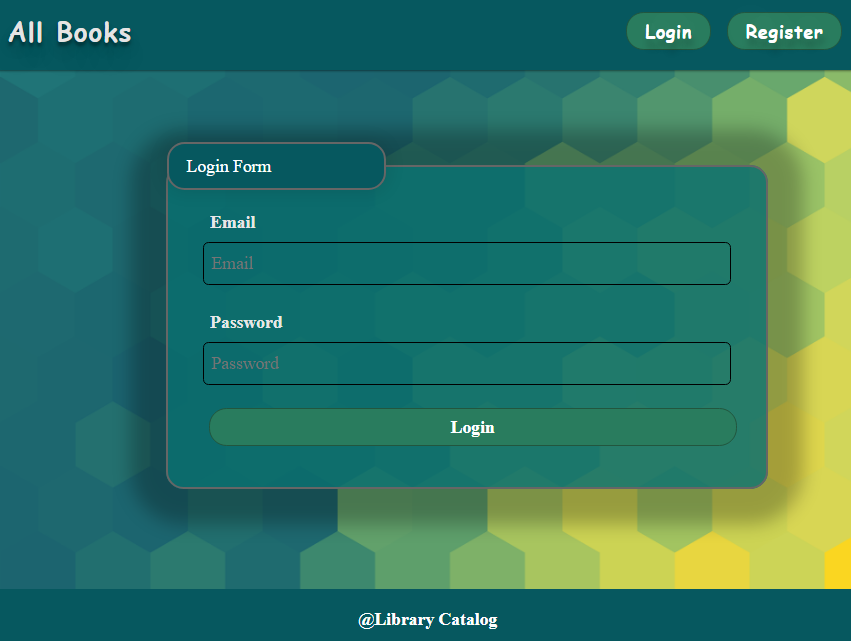 All Books
Login
Register
Login Form
Email
Email
Password
Password
Login
@Library Catalog